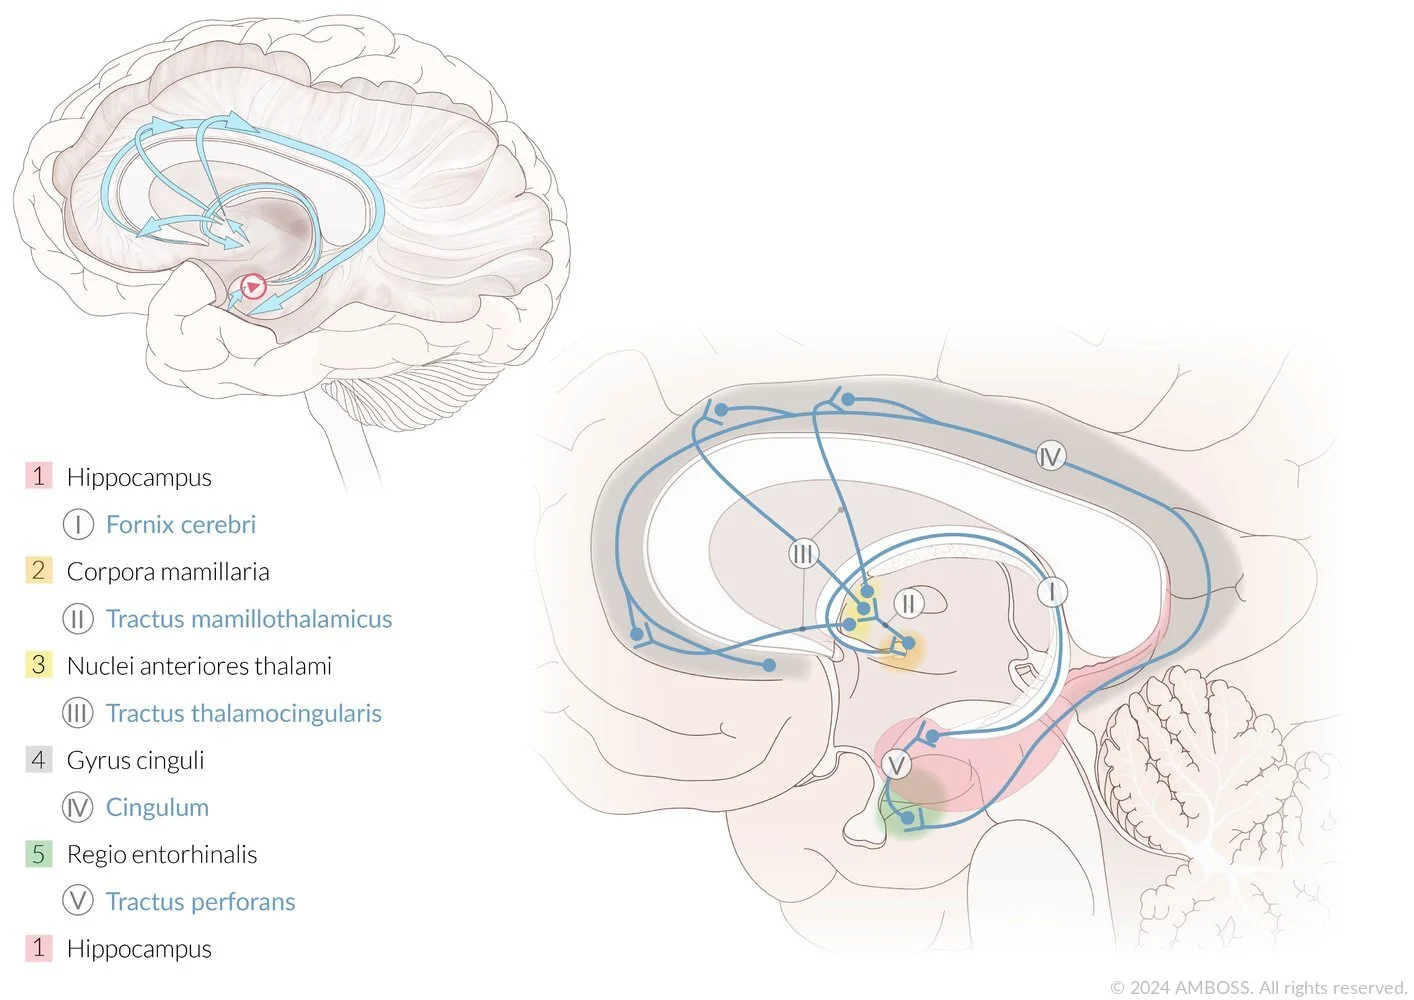 1 Hippocampus
I Fornix cerebri
2 Corpora mamillaria
II Tractus mamillothalamicus
3 Nuclei anteriores thalami
III Tractus thalamocingularis
4 Gyrus cinguli
IV Cingulum
5 Regio entorhinalis
V Tractus perforans
1 Hippocampus
IV
III
II
I
V
© 2024 AMBOSS. All rights reserved.